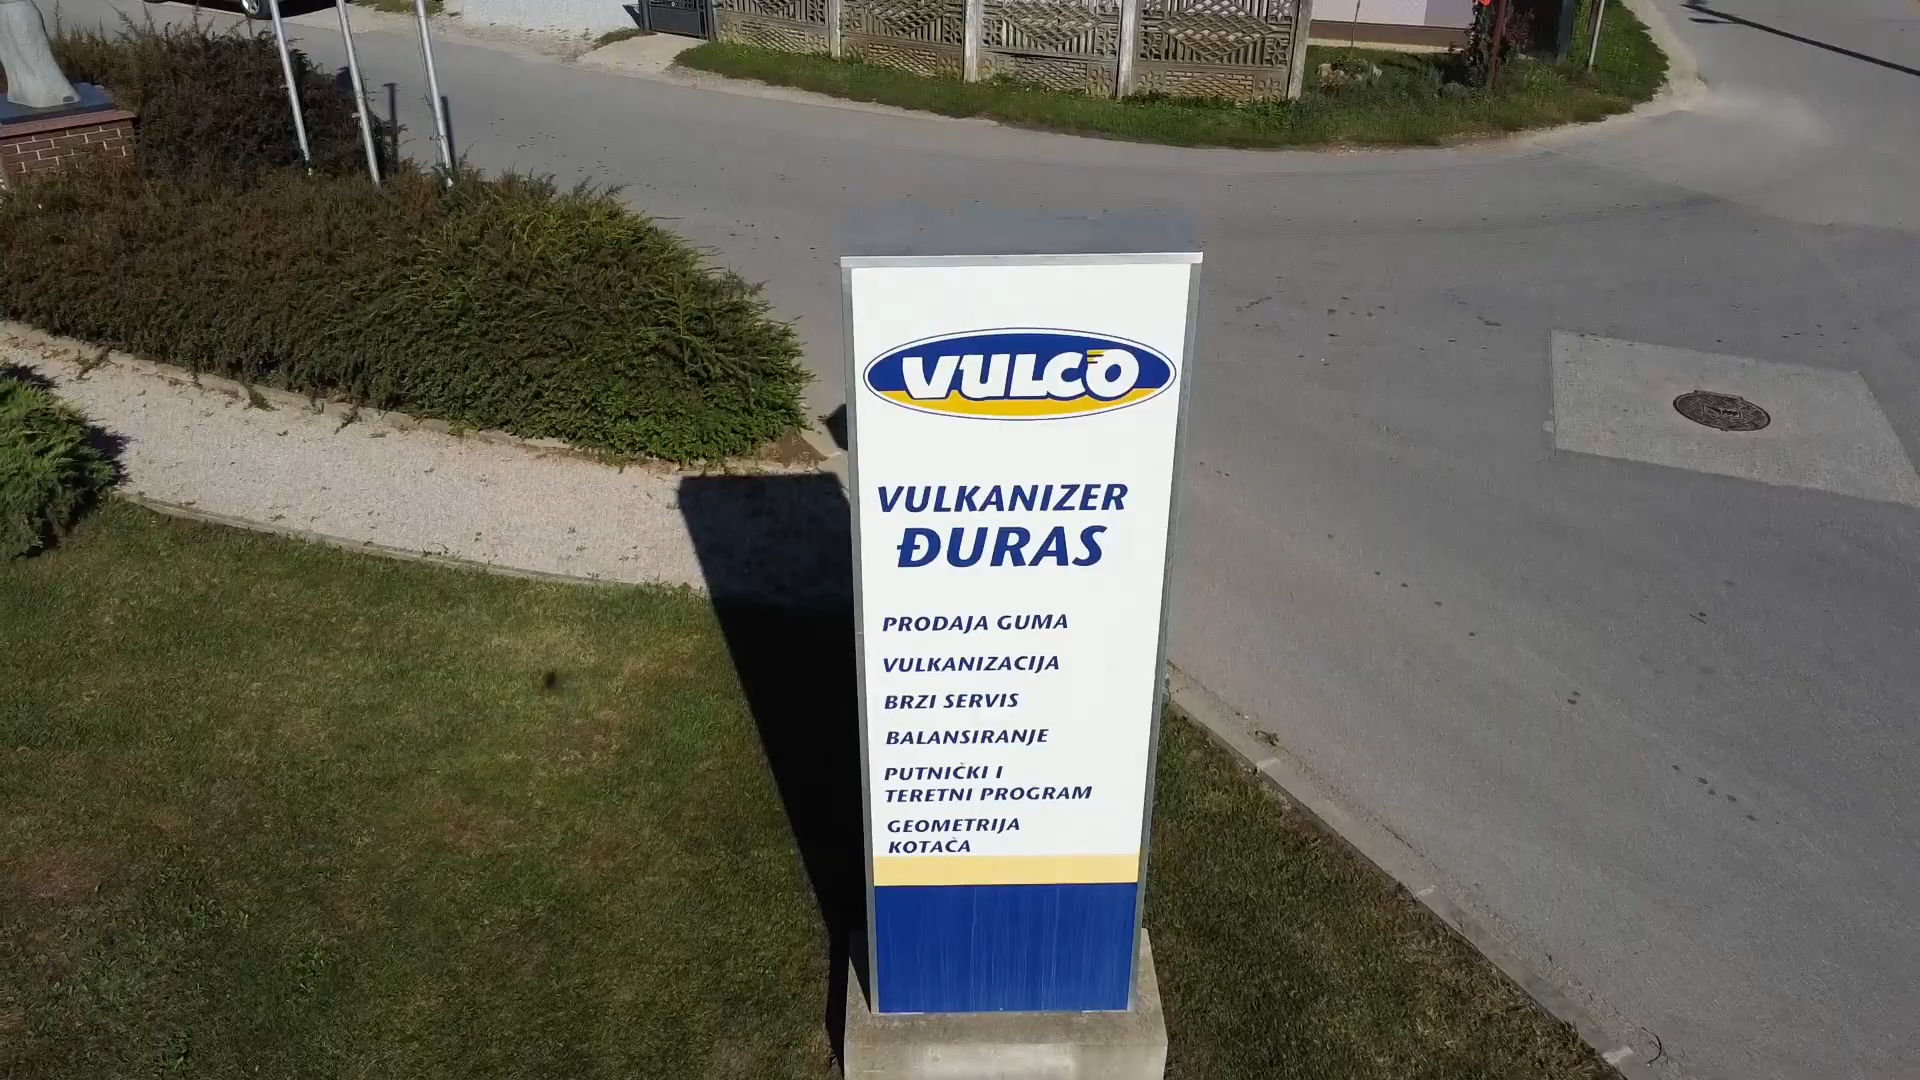 VULCO
VULKANIZER
ĐURAS
PRODAJA GUMA
VULKANIZACIJA
BRZI SERVIS
BALANSIRANJE
PUTNIČKI I
TERETNI PROGRAM
GEOMETRIJA
KOTAČA